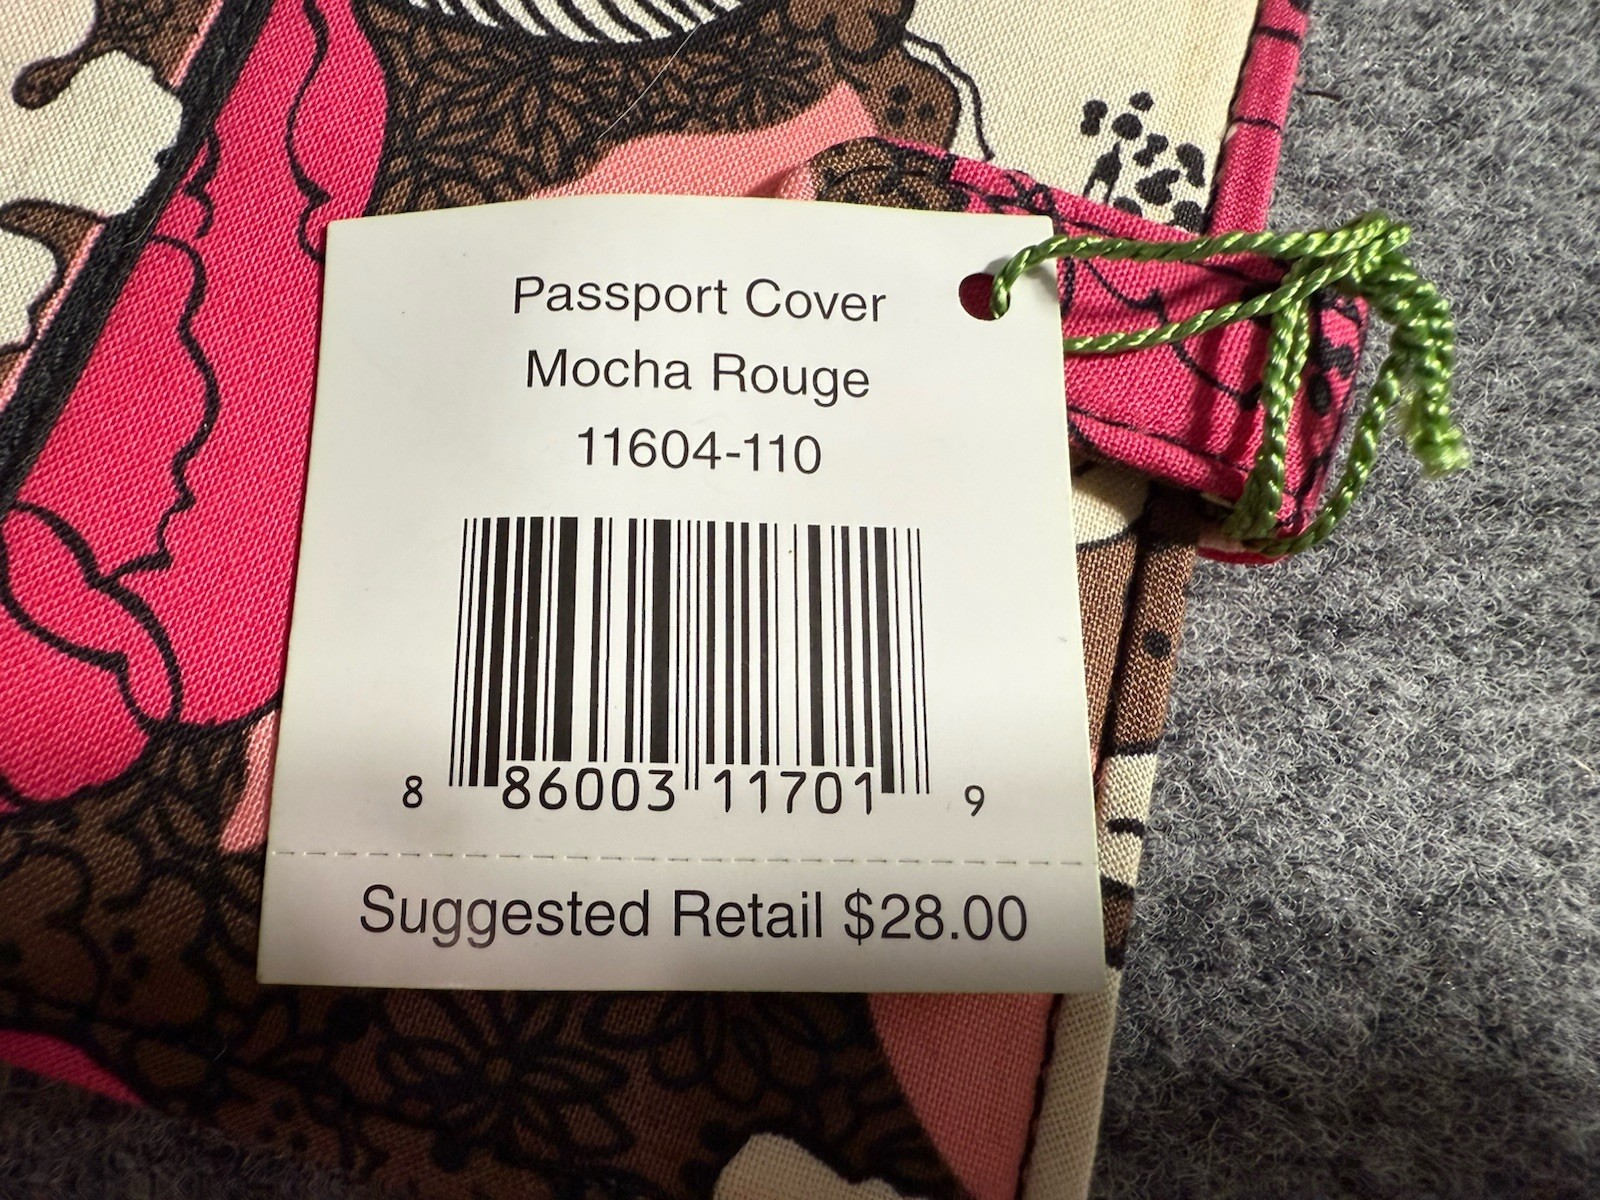 Passport Cover
Mocha Rouge
11604-110
8 86003 11701 9
Suggested Retail $28.00